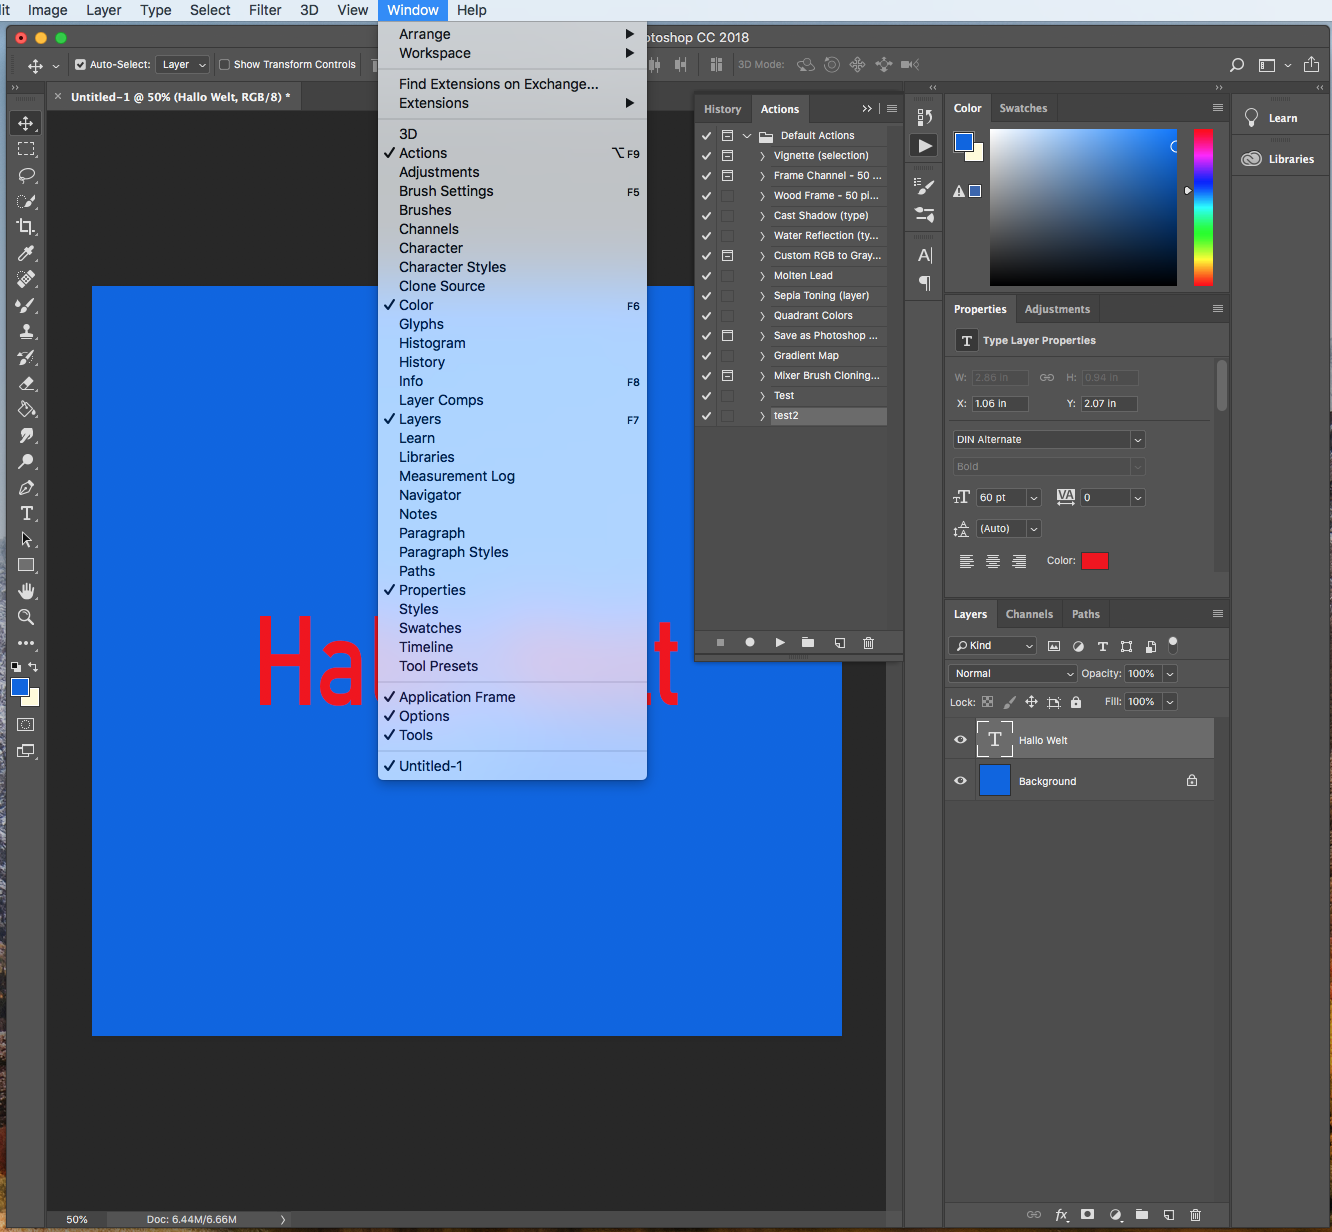 it Image Layer Type Select Filter 3D View Window Help
otoshop CC 2018
Auto-Select: Layer Show Transform Controls 3D Mode:
× Untitled-1 @ 50% (Hallo Welt, RGB/8) *
Arrange
Workspace
Find Extensions on Exchange...
Extensions
3D
✓ Actions ⌥F9
Adjustments
Brush Settings F5
Brushes
Channels
Character
Character Styles
Clone Source
✓ Color F6
Glyphs
Histogram
History
Info F8
Layer Comps
✓ Layers F7
Learn
Libraries
Measurement Log
Navigator
Notes
Paragraph
Paragraph Styles
Paths
✓ Properties
Styles
Swatches
Timeline
Tool Presets
✓ Application Frame
✓ Options
✓ Tools
✓ Untitled-1
Hal t
History Actions
Default Actions
Vignette (selection)
Frame Channel - 50 ...
Wood Frame - 50 pi...
Cast Shadow (type)
Water Reflection (ty...
Custom RGB to Gray...
Molten Lead
Sepia Toning (layer)
Quadrant Colors
Save as Photoshop ...
Gradient Map
Mixer Brush Cloning...
Test
test2
Color Swatches
Properties Adjustments
T Type Layer Properties
W: 2.86 in H: 0.94 in
X: 1.06 in Y: 2.07 in
DIN Alternate
Bold
60 pt VA 0
(Auto)
Color:
Layers Channels Paths
Kind
Normal Opacity: 100%
Lock: Fill: 100%
T Hallo Welt
Background
fx
Learn
Libraries
50% Doc: 6.44M/6.66M